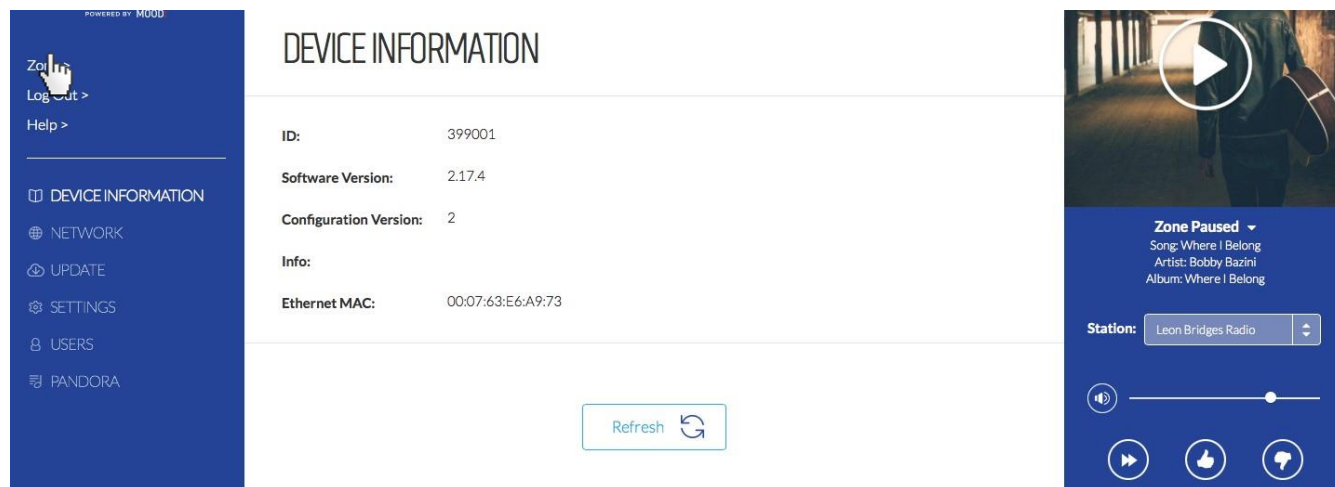 POWERED BY MOOD
Log Out >
Help >
DEVICE INFORMATION
NETWORK
UPDATE
SETTINGS
USERS
PANDORA
DEVICE INFORMATION
ID: 399001
Software Version: 2.17.4
Configuration Version: 2
Info:
Ethernet MAC: 00:07:63:E6:A9:73
Refresh
Zone Paused
Song: Where I Belong
Artist: Bobby Bazini
Album: Where I Belong
Station: Leon Bridges Radio